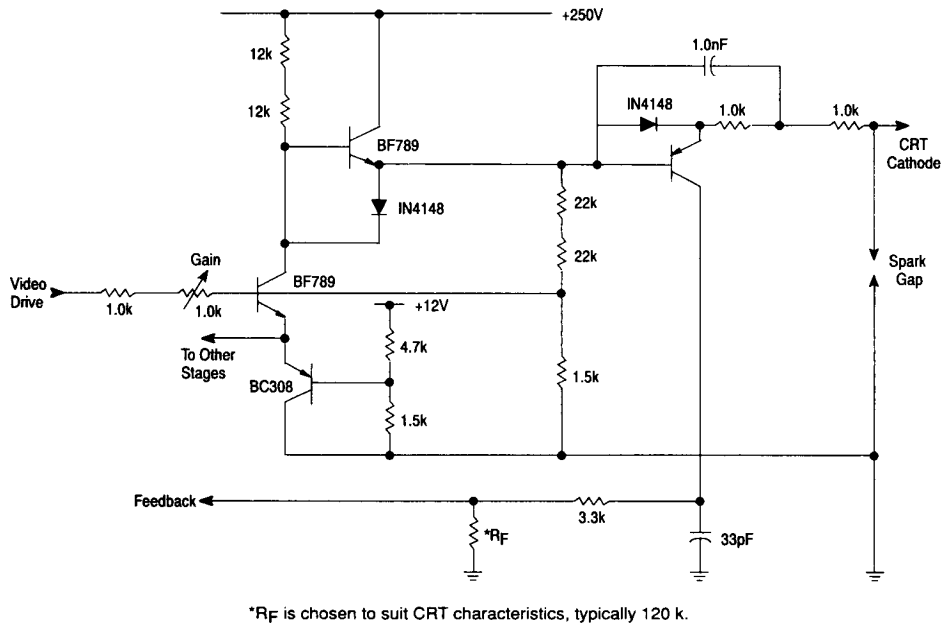 +250V
12k
12k
BF789
IN4148
1.0nF
IN4148
1.0k
1.0k
CRT
Cathode
22k
22k
Spark
Gap
Video
Drive
1.0k
Gain
1.0k
BF789
+12V
To Other
Stages
4.7k
BC308
1.5k
1.5k
Feedback
3.3k
*RF
33pF
*RF is chosen to suit CRT characteristics, typically 120 k.